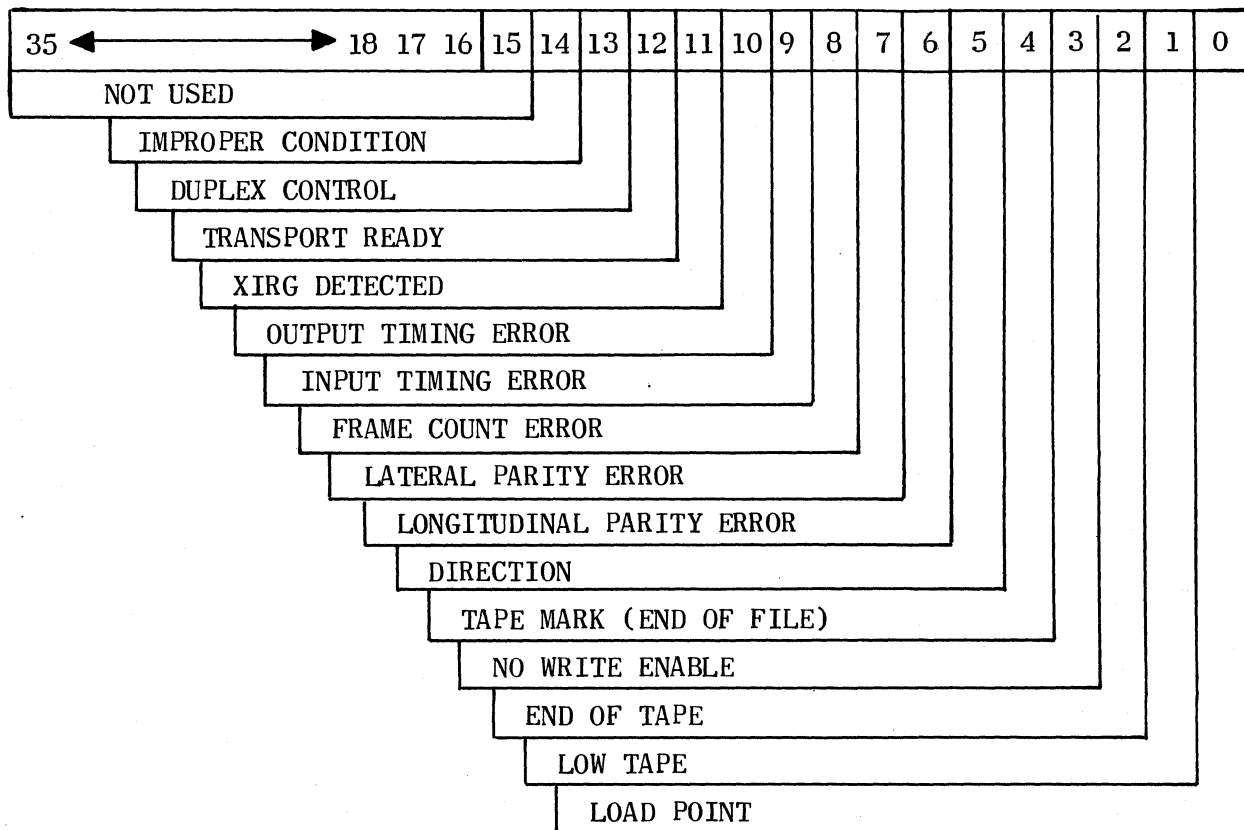 35 18 17 16 15 14 13 12 11 10 9 8 7 6 5 4 3 2 1 0
NOT USED
IMPROPER CONDITION
DUPLEX CONTROL
TRANSPORT READY
XIRG DETECTED
OUTPUT TIMING ERROR
INPUT TIMING ERROR
FRAME COUNT ERROR
LATERAL PARITY ERROR
LONGITUDINAL PARITY ERROR
DIRECTION
TAPE MARK (END OF FILE)
NO WRITE ENABLE
END OF TAPE
LOW TAPE
LOAD POINT